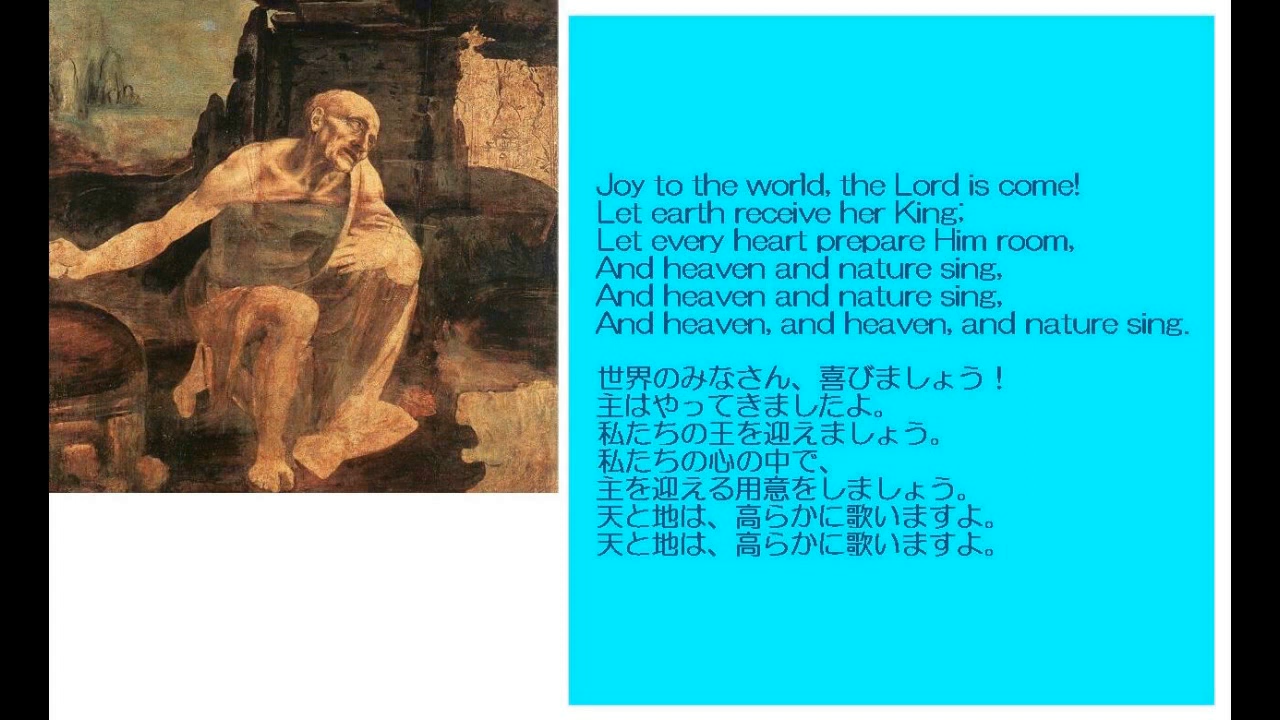 Joy to the world, the Lord is come!
Let earth receive her King;
Let every heart prepare Him room,
And heaven and nature sing,
And heaven and nature sing,
And heaven, and heaven, and nature sing.
世界のみなさん、喜びましょう！
主はやってきましたよ。
私たちの王を迎えましょう。
私たちの心の中で、
主を迎える用意をしましょう。
天と地は、高らかに歌いますよ。
天と地は、高らかに歌いますよ。